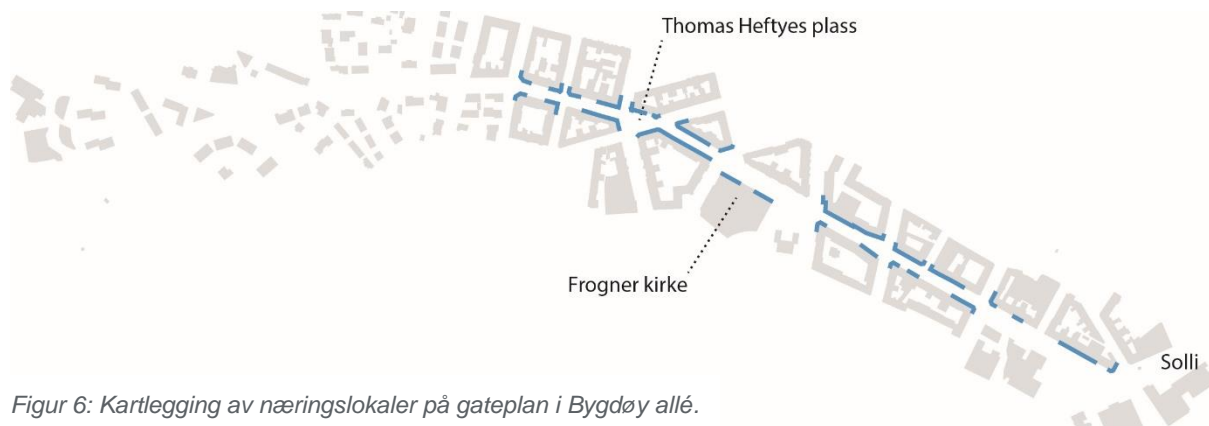 Thomas Heftyes plass
Frogner kirke
Solli
Figur 6: Kartlegging av næringslokaler på gateplan i Bygdøy allé.